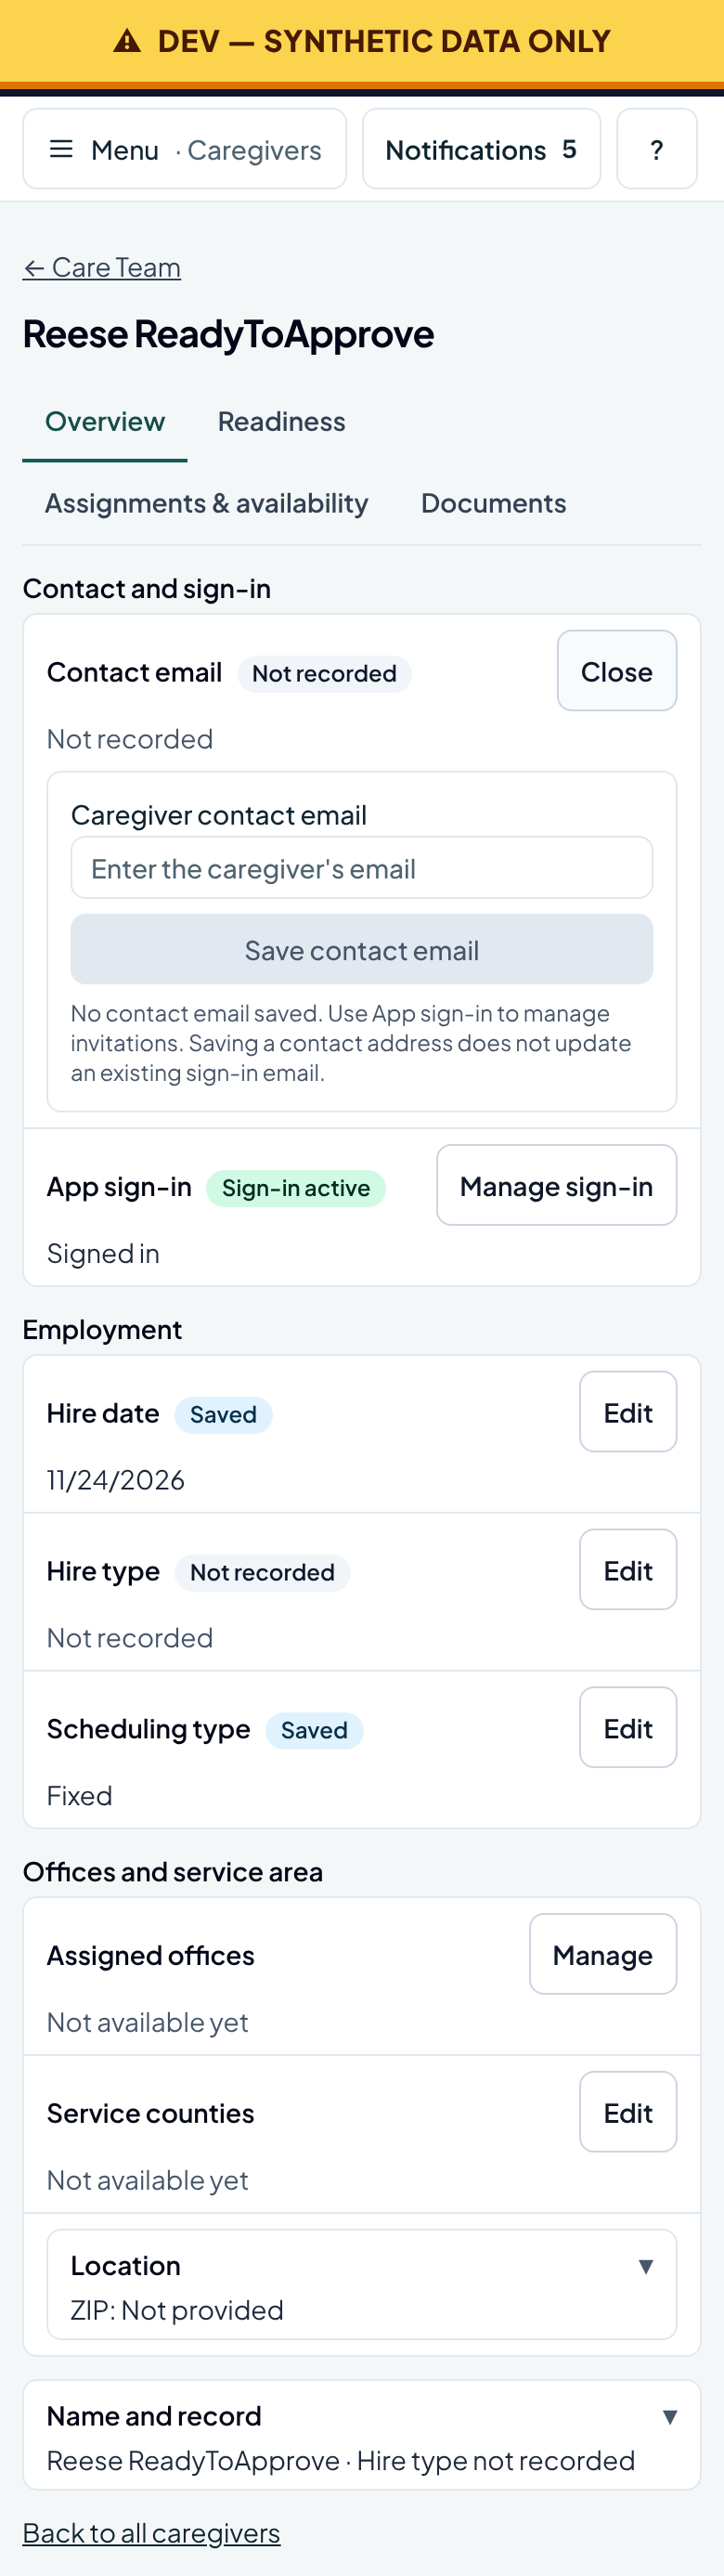 ⚠ DEV — SYNTHETIC DATA ONLY
☰ Menu · Caregivers Notifications 5 ?
← Care Team
Reese ReadyToApprove
Overview Readiness
Assignments & availability Documents
Contact and sign-in
Contact email Not recorded Close
Not recorded
Caregiver contact email
Enter the caregiver's email
Save contact email
No contact email saved. Use App sign-in to manage
invitations. Saving a contact address does not update
an existing sign-in email.
App sign-in Sign-in active Manage sign-in
Signed in
Employment
Hire date Saved Edit
11/24/2026
Hire type Not recorded Edit
Not recorded
Scheduling type Saved Edit
Fixed
Offices and service area
Assigned offices Manage
Not available yet
Service counties Edit
Not available yet
Location ▼
ZIP: Not provided
Name and record ▼
Reese ReadyToApprove · Hire type not recorded
Back to all caregivers